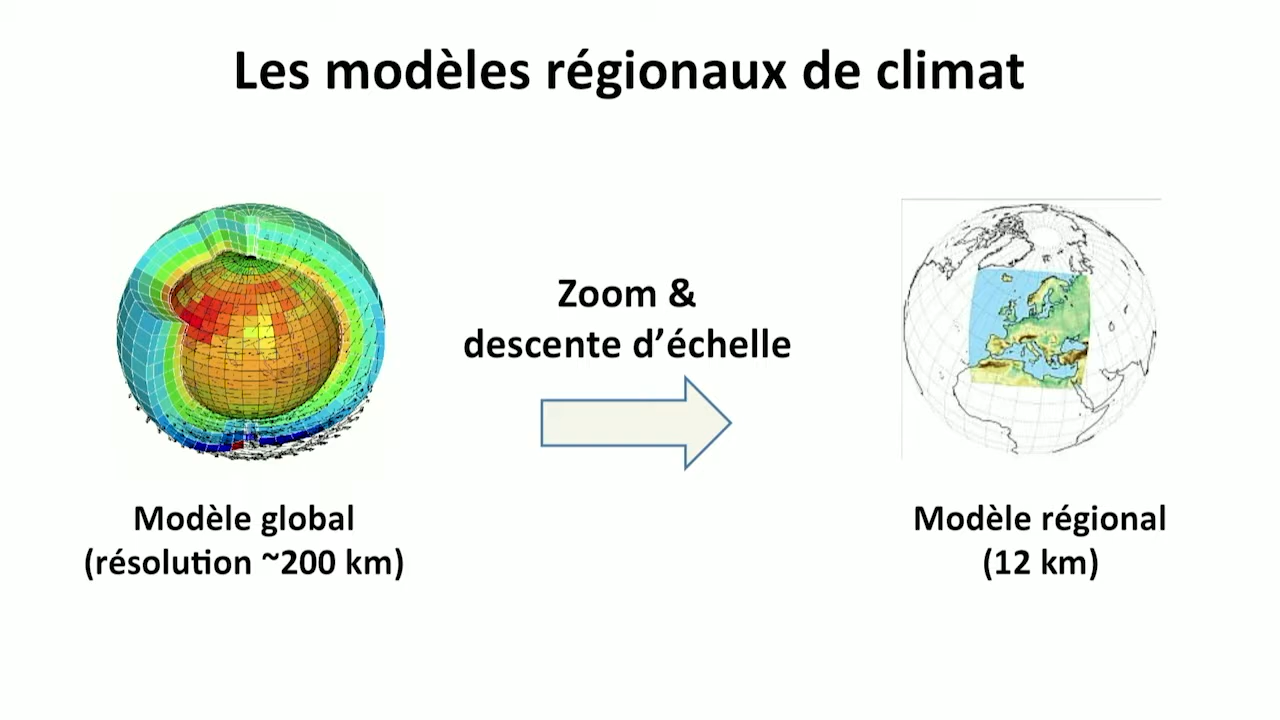 Les modèles régionaux de climat
Zoom &
descente d’échelle
Modèle global
(résolution ~200 km)
Modèle régional
(12 km)